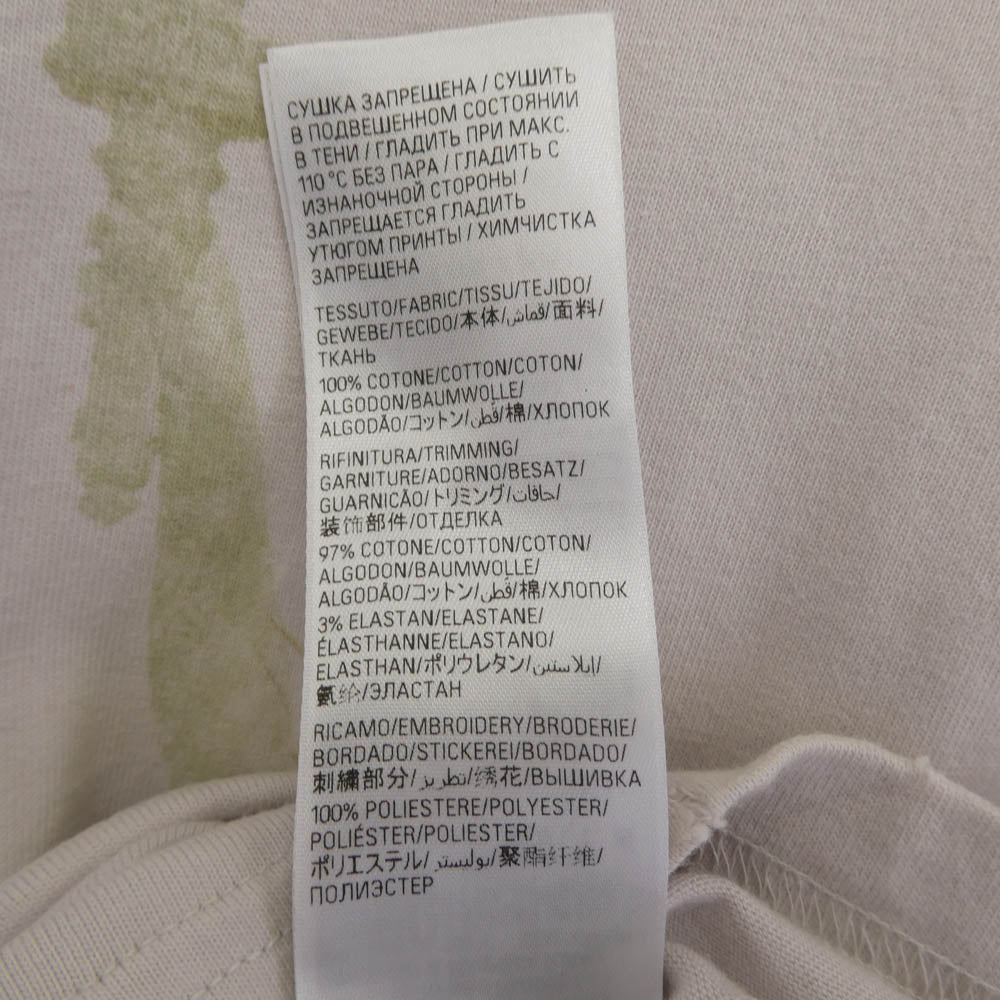 СУШКА ЗАПРЕЩЕНА / СУШИТЬ
В ПОДВЕШЕННОМ СОСТОЯНИИ
В ТЕНИ / ГЛАДИТЬ ПРИ МАКС.
110 °C БЕЗ ПАРА / ГЛАДИТЬ С
ИЗНАНОЧНОЙ СТОРОНЫ /
ЗАПРЕЩАЕТСЯ ГЛАДИТЬ
УТЮГОМ ПРИНТЫ / ХИМЧИСТКА
ЗАПРЕЩЕНА
TESSUTO/FABRIC/TISSU/TEJIDO/
GEWEBE/TECIDO/本体/قماش/面料/
ТКАНЬ
100% COTONE/COTTON/COTON/
ALGODON/BAUMWOLLE/
ALGODÃO/コットン/قُطن/棉/ХЛОПОК
RIFINITURA/TRIMMING/
GARNITURE/ADORNO/BESATZ/
GUARNICÃO/トリミング/حافات/
装饰部件/ОТДЕЛКА
97% COTONE/COTTON/COTON/
ALGODON/BAUMWOLLE/
ALGODÃO/コットン/قُطن/棉/ХЛОПОК
3% ELASTAN/ELASTANE/
ÉLASTHANNE/ELASTANO/
ELASTHAN/ポリウレタン/إيلاستين/
氨纶/ЭЛАСТАН
RICAMO/EMBROIDERY/BRODERIE/
BORDADO/STICKEREI/BORDADO/
刺繍部分/تطريز/绣花/ВЫШИВКА
100% POLIESTERE/POLYESTER/
POLIÉSTER/POLIESTER/
ポリエステル/بوليستر/聚酯纤维/
ПОЛИЭСТЕР